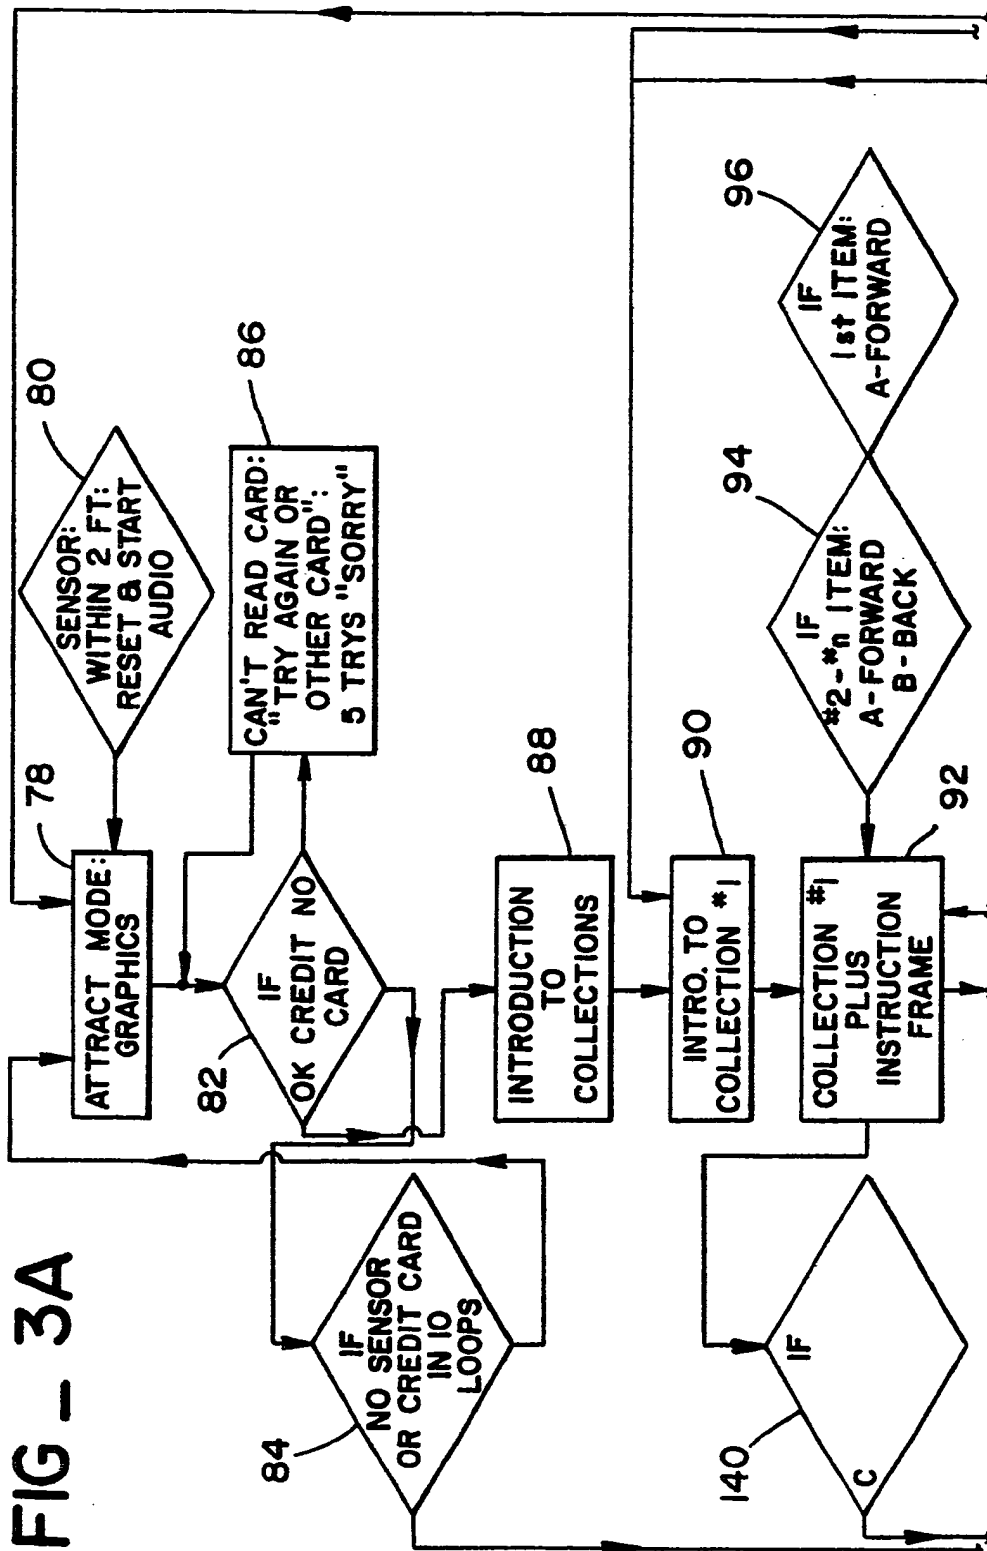 FIG – 3A
80
SENSOR:
WITHIN 2 FT:
RESET & START
AUDIO
78
ATTRACT MODE:
GRAPHICS
86
CAN'T READ CARD:
"TRY AGAIN OR
OTHER CARD":
5 TRYS "SORRY"
82
IF
OK CREDIT NO
CARD
84
IF
NO SENSOR
OR CREDIT CARD
IN 10
LOOPS
88
INTRODUCTION
TO
COLLECTIONS
90
INTRO. TO
COLLECTION #1
96
IF
1st ITEM:
A-FORWARD
94
IF
#2-#n ITEM:
A-FORWARD
B-BACK
92
COLLECTION #1
PLUS
INSTRUCTION
FRAME
140
IF
C